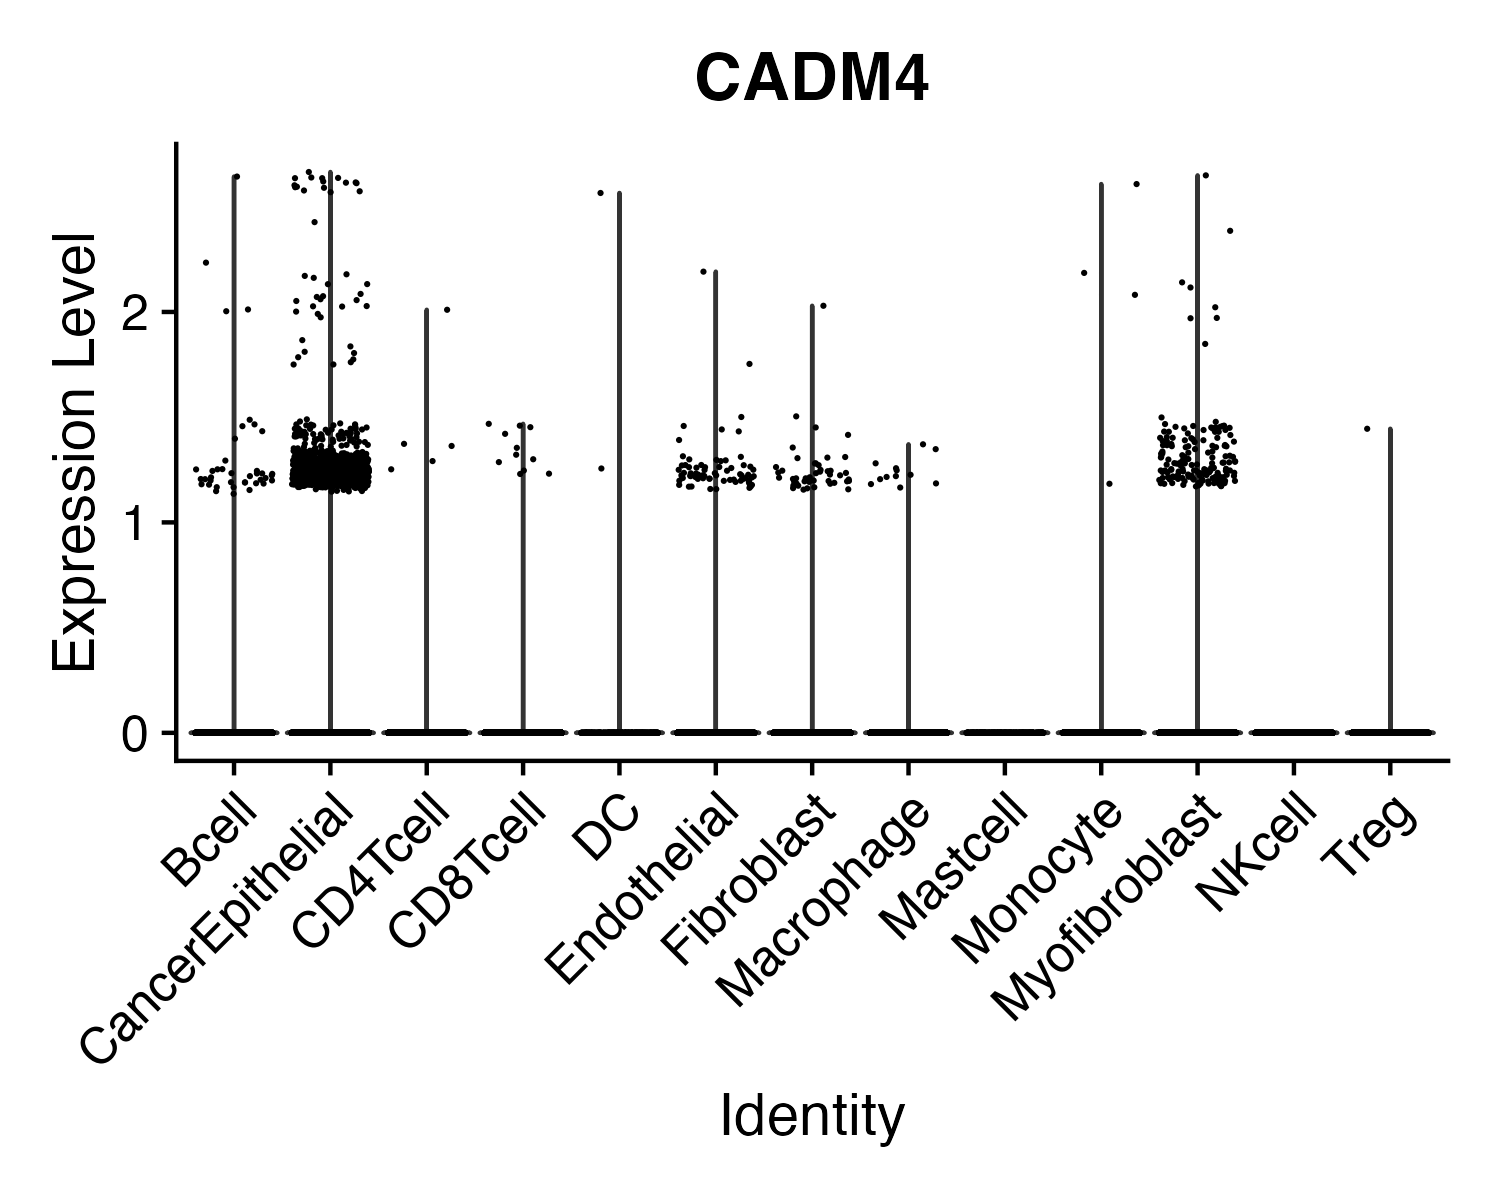 CADM4
Expression Level
2
1
0
Bcell
CancerEpithelial
CD4Tcell
CD8Tcell
DC
Endothelial
Fibroblast
Macrophage
Mastcell
Monocyte
Myofibroblast
NKcell
Treg
Identity